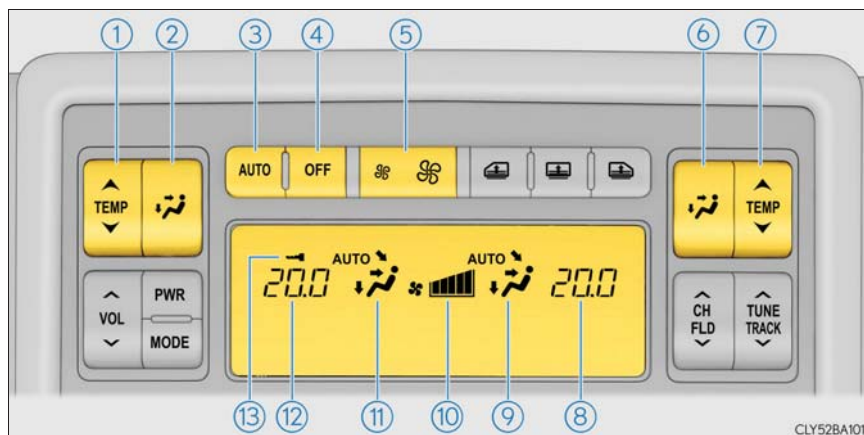 1 2 3 4 5 6 7
AUTO OFF
TEMP TEMP
AUTO AUTO
20.0 20.0
VOL PWR MODE CH FLD TUNE TRACK
13 12 11 10 9 8
CLY52BA101